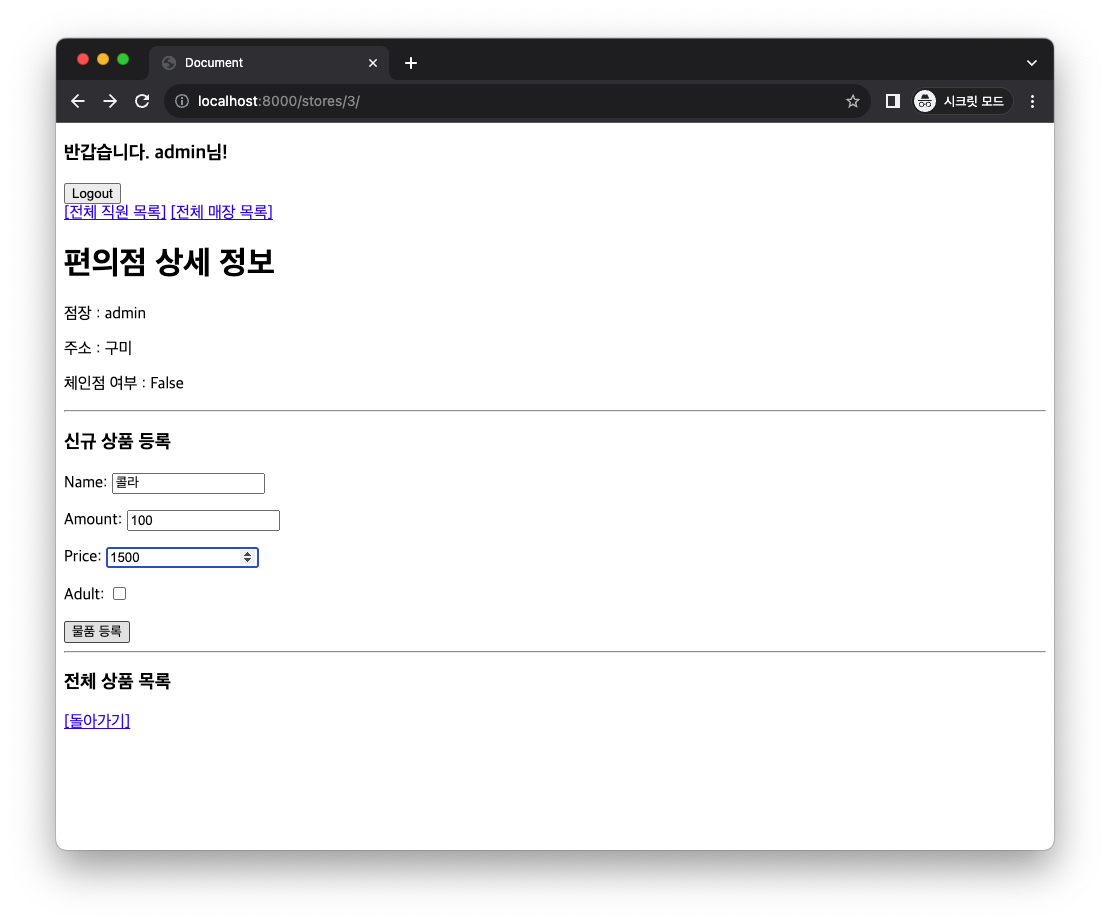 Document
localhost:8000/stores/3/
시크릿 모드
반갑습니다. admin님!
Logout
[전체 직원 목록] [전체 매장 목록]
편의점 상세 정보
점장 : admin
주소 : 구미
체인점 여부 : False
신규 상품 등록
Name: 콜라
Amount: 100
Price: 1500
Adult:
물품 등록
전체 상품 목록
[돌아가기]